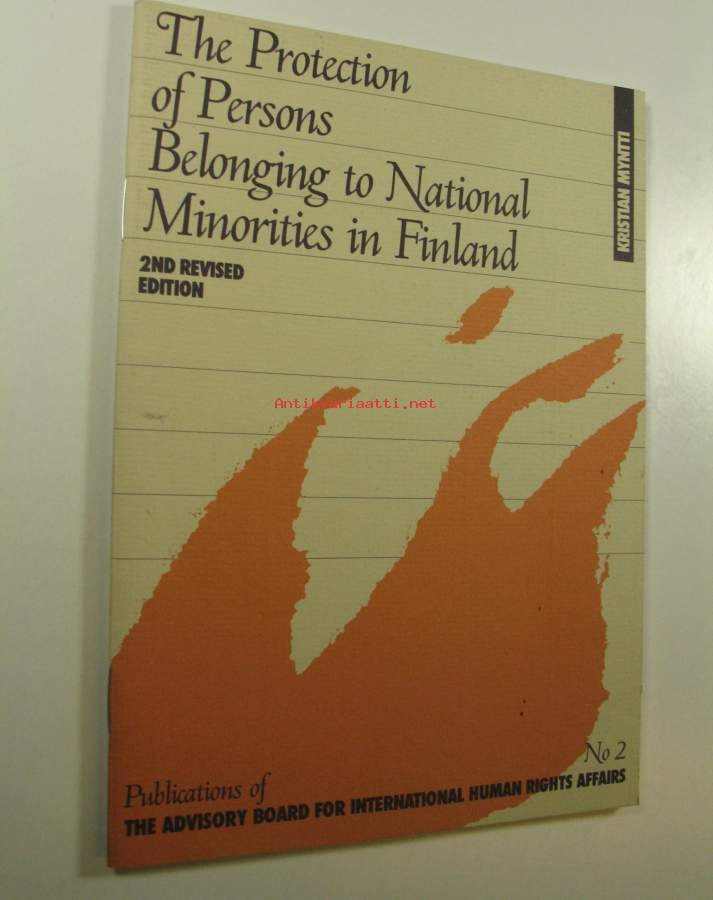 The Protection
of Persons
Belonging to National
Minorities in Finland
KRISTIAN MYNTTI
2ND REVISED
EDITION
Antikvariaatti.net
No 2
Publications of
THE ADVISORY BOARD FOR INTERNATIONAL HUMAN RIGHTS AFFAIRS